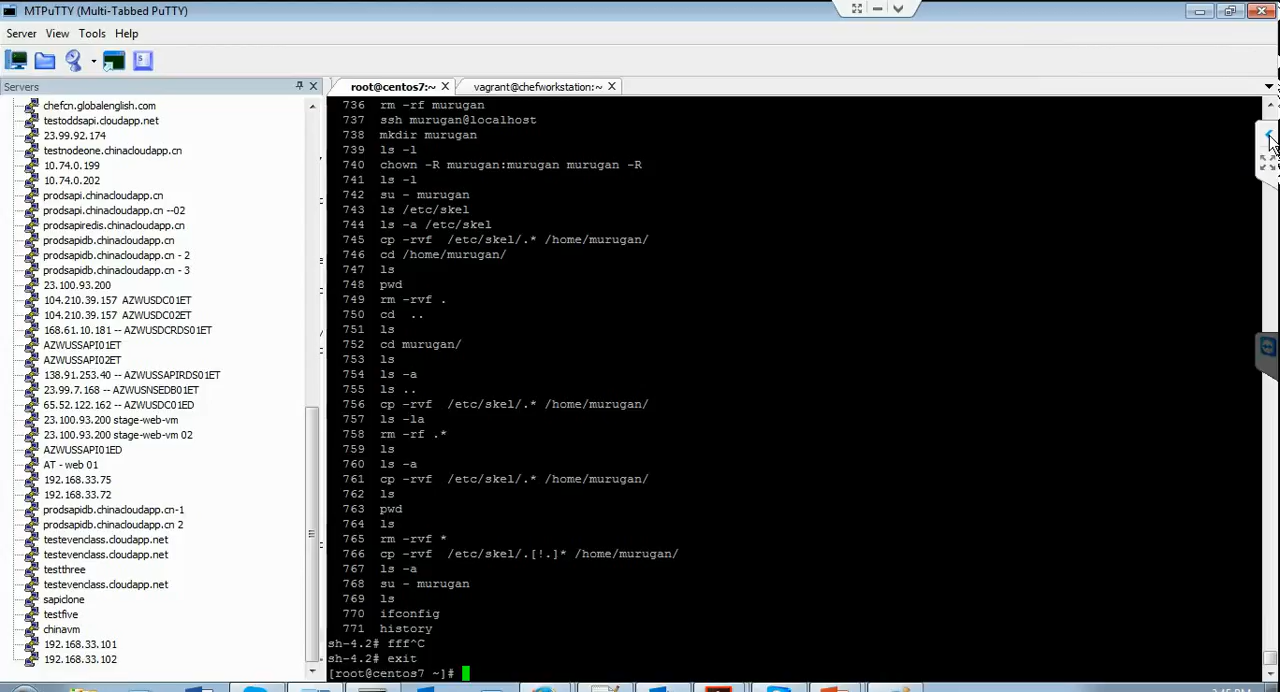 MTPuTTY (Multi-Tabbed PuTTY)
Server View Tools Help
Servers
chefcn.globalenglish.com
testoddsapi.cloudapp.net
23.99.92.174
testnodeone.chinacloudapp.cn
10.74.0.199
10.74.0.202
prodsapi.chinacloudapp.cn
prodsapi.chinacloudapp.cn --02
prodsapiredis.chinacloudapp.cn
prodsapidb.chinacloudapp.cn
prodsapidb.chinacloudapp.cn - 2
prodsapidb.chinacloudapp.cn - 3
23.100.93.200
104.210.39.157 AZWUSDC01ET
104.210.39.157 AZWUSDC02ET
168.61.10.181 -- AZWUSDCRDS01ET
AZWUSSAPI01ET
AZWUSSAPI02ET
138.91.253.40 -- AZWUSSAPIRDS01ET
23.99.7.168 -- AZWUSNSEDB01ET
65.52.122.162 -- AZWUSDC01ED
23.100.93.200 stage-web-vm
23.100.93.200 stage-web-vm 02
AZWUSSAPI01ED
AT - web 01
192.168.33.75
192.168.33.72
prodsapidb.chinacloudapp.cn-1
prodsapidb.chinacloudapp.cn 2
testevenclass.cloudapp.net
testevenclass.cloudapp.net
testthree
testevenclass.cloudapp.net
sapiclone
testfive
chinavm
192.168.33.101
192.168.33.102
root@centos7:~ vagrant@chefworkstation:~
736 rm -rf murugan
737 ssh murugan@localhost
738 mkdir murugan
739 ls -l
740 chown -R murugan:murugan murugan -R
741 ls -l
742 su - murugan
743 ls /etc/skel
744 ls -a /etc/skel
745 cp -rvf /etc/skel/.* /home/murugan/
746 cd /home/murugan/
747 ls
748 pwd
749 rm -rvf .
750 cd ..
751 ls
752 cd murugan/
753 ls
754 ls -a
755 ls ..
756 cp -rvf /etc/skel/.* /home/murugan/
757 ls -la
758 rm -rf .*
759 ls
760 ls -a
761 cp -rvf /etc/skel/.* /home/murugan/
762 ls
763 pwd
764 ls
765 rm -rvf *
766 cp -rvf /etc/skel/.[!.]* /home/murugan/
767 ls -a
768 su - murugan
769 ls
770 ifconfig
771 history
sh-4.2# fff^C
sh-4.2# exit
[root@centos7 ~]#